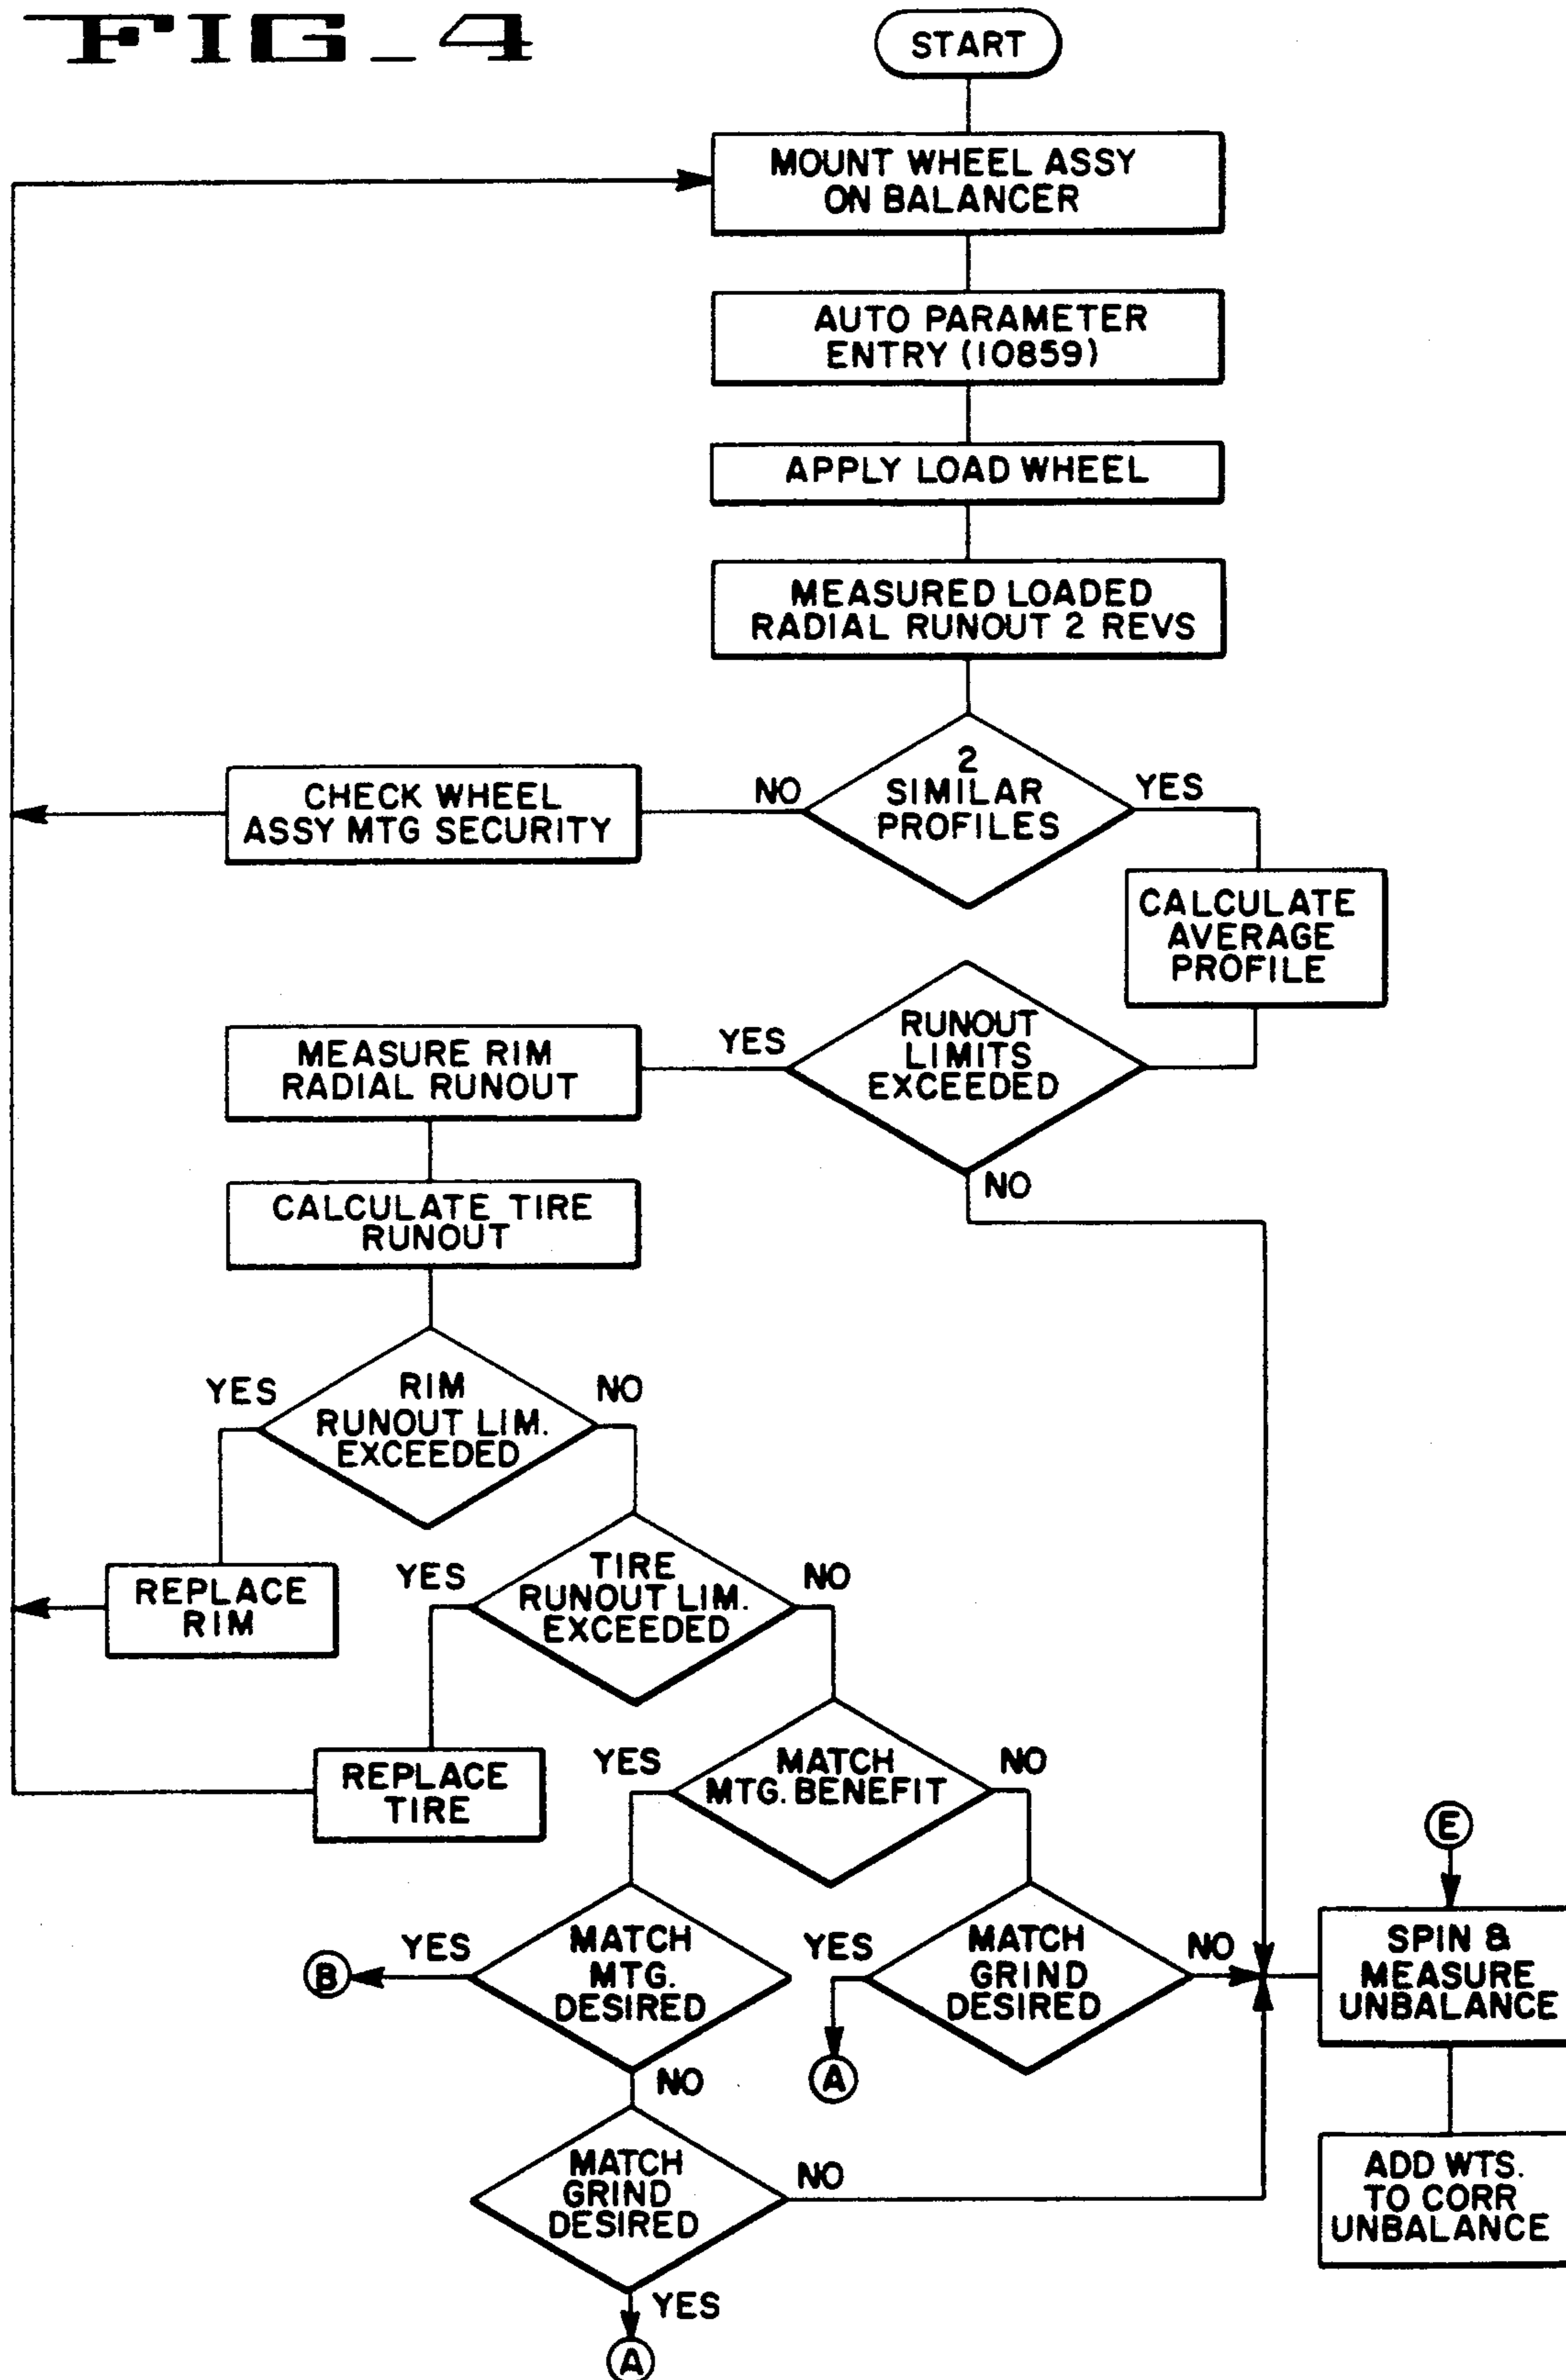 FIG_4
START
MOUNT WHEEL ASSY
ON BALANCER
AUTO PARAMETER
ENTRY (10859)
APPLY LOAD WHEEL
MEASURED LOADED
RADIAL RUNOUT 2 REVS
2
SIMILAR
PROFILES
NO
YES
CHECK WHEEL
ASSY MTG SECURITY
CALCULATE
AVERAGE
PROFILE
RUNOUT
LIMITS
EXCEEDED
YES
NO
MEASURE RIM
RADIAL RUNOUT
CALCULATE TIRE
RUNOUT
RIM
RUNOUT LIM.
EXCEEDED
YES
NO
REPLACE
RIM
TIRE
RUNOUT LIM.
EXCEEDED
YES
NO
REPLACE
TIRE
MATCH
MTG. BENEFIT
YES
NO
MATCH
MTG.
DESIRED
YES
B
NO
MATCH
GRIND
DESIRED
YES
A
NO
E
SPIN &
MEASURE
UNBALANCE
MATCH
GRIND
DESIRED
NO
YES
A
ADD WTS.
TO CORR
UNBALANCE